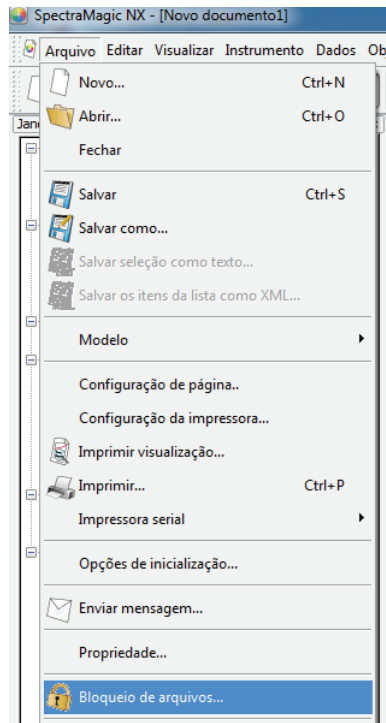 SpectraMagic NX - [Novo documento1]
Arquivo Editar Visualizar Instrumento Dados Ob
Novo... Ctrl+N
Jan
Abrir... Ctrl+O
Fechar
Salvar Ctrl+S
Salvar como...
Salvar seleção como texto...
Salvar os itens da lista como XML...
Modelo
Configuração de página..
Configuração da impressora...
Imprimir visualização...
Imprimir... Ctrl+P
Impressora serial
Opções de inicialização...
Enviar mensagem...
Propriedade...
Bloqueio de arquivos...